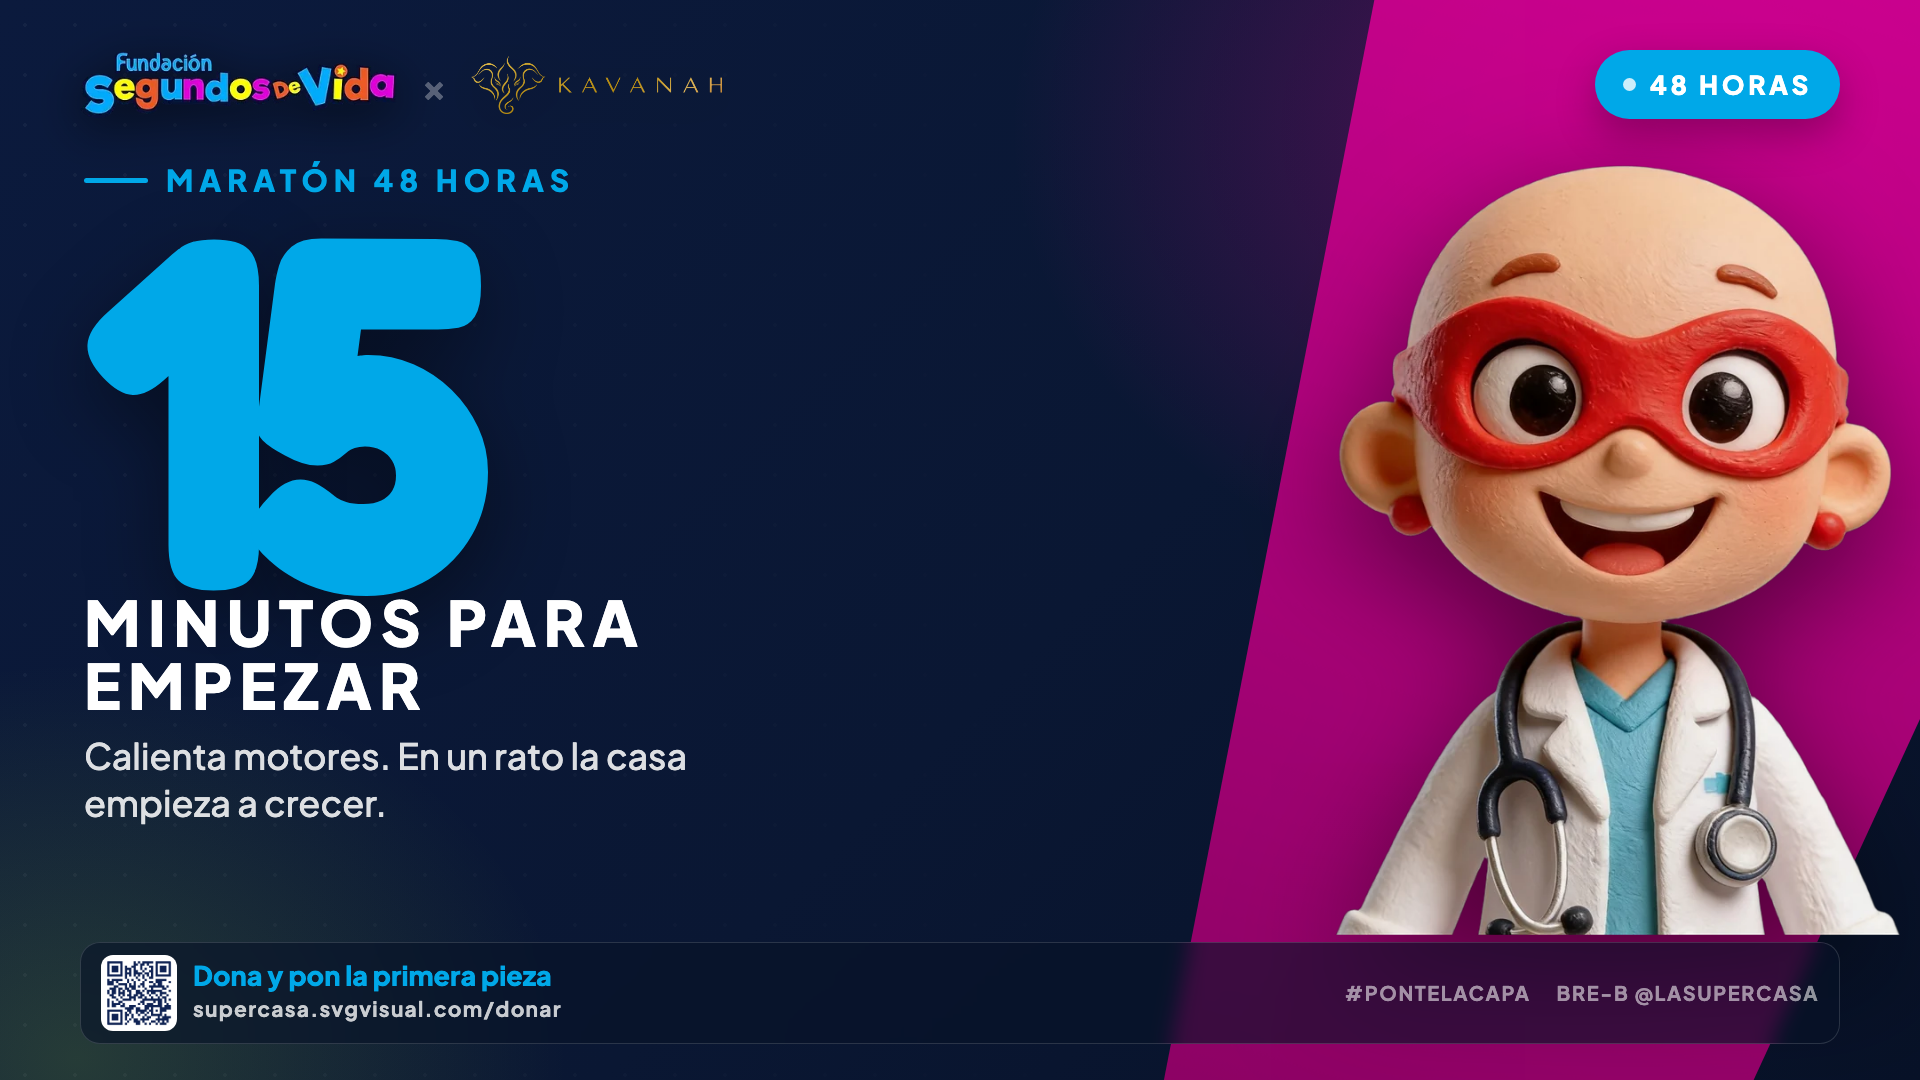 Fundación
Segundos DE Vida × KAVANAH
48 HORAS
MARATÓN 48 HORAS
15
MINUTOS PARA
EMPEZAR
Calienta motores. En un rato la casa
empieza a crecer.
Dona y pon la primera pieza
supercasa.svgvisual.com/donar
#PONTELACAPA BRE-B @LASUPERCASA